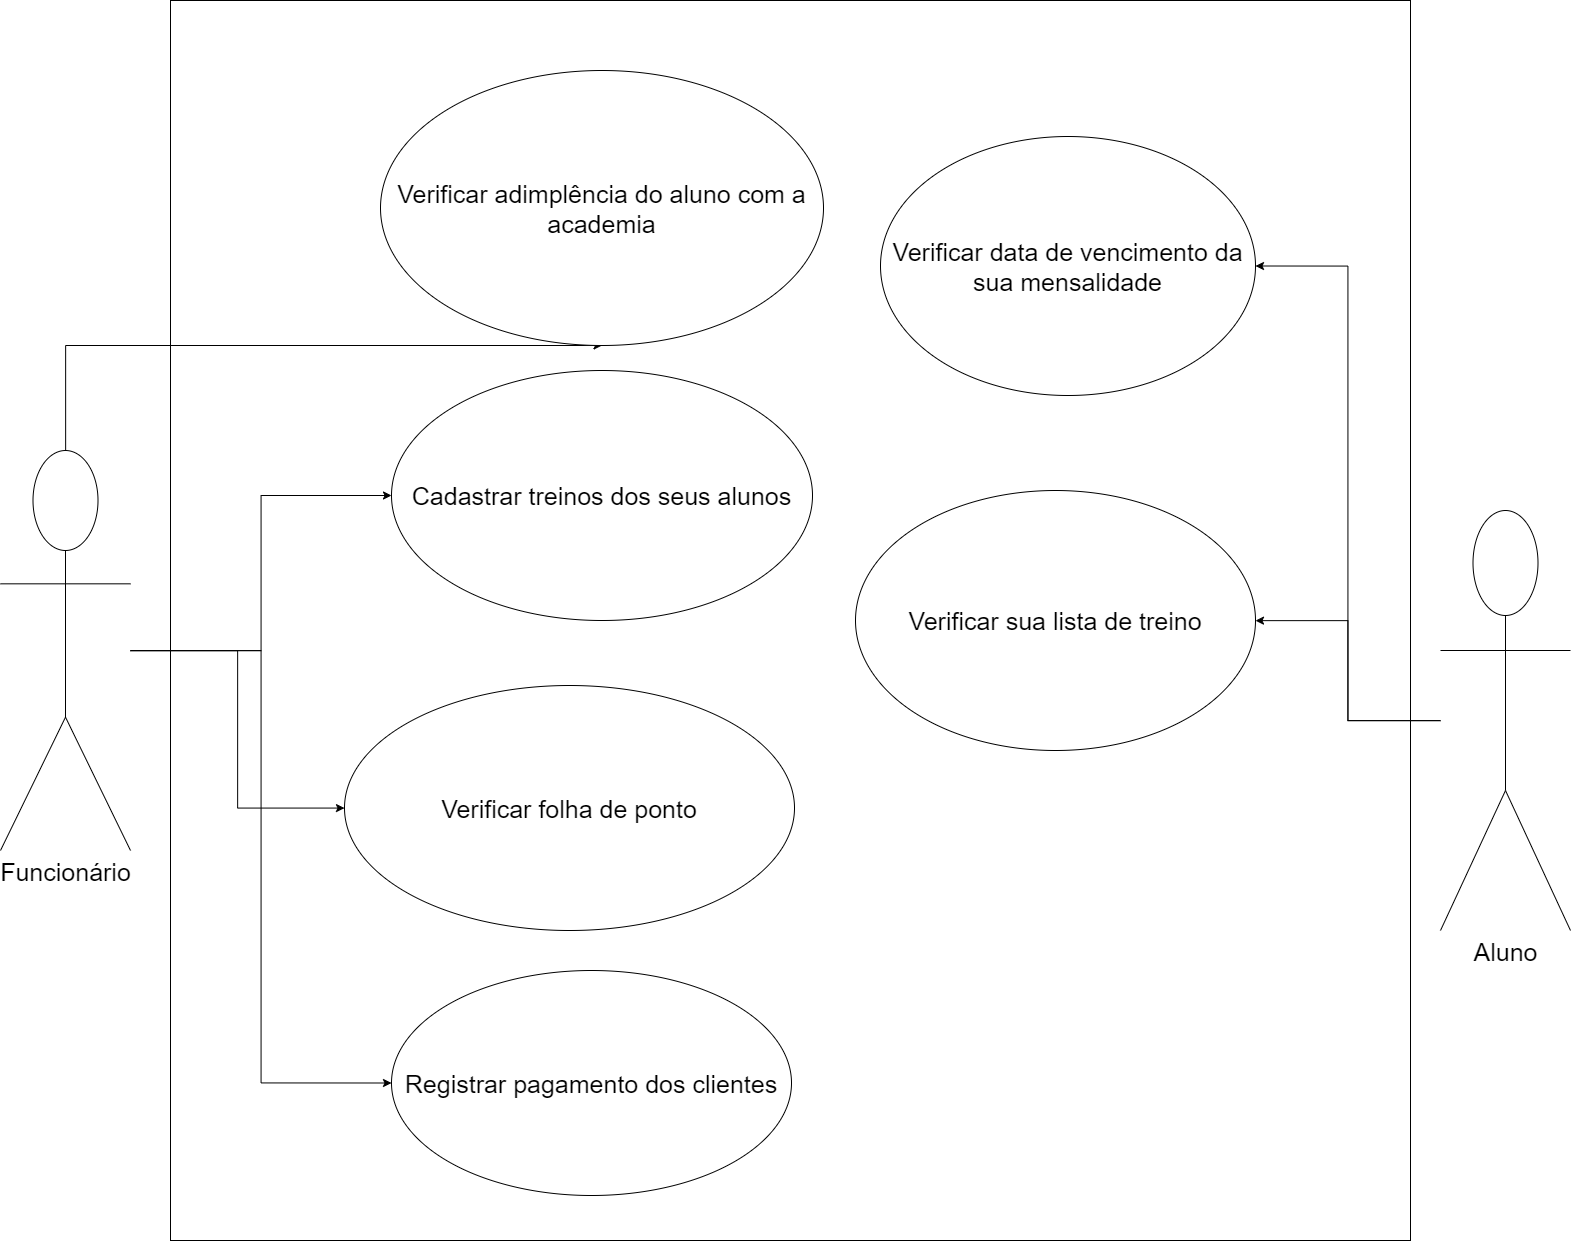 Verificar adimplência do aluno com a
academia
Verificar data de vencimento da
sua mensalidade
Cadastrar treinos dos seus alunos
Verificar sua lista de treino
Verificar folha de ponto
Funcionário
Aluno
Registrar pagamento dos clientes